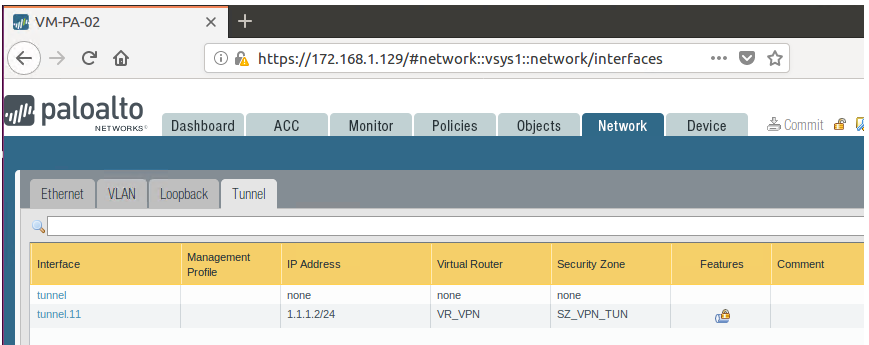 VM-PA-02
https://172.168.1.129/#network::vsys1::network/interfaces
paloalto
NETWORKS®
Dashboard ACC Monitor Policies Objects Network Device Commit
Ethernet VLAN Loopback Tunnel
Interface Management Profile IP Address Virtual Router Security Zone Features Comment
tunnel none none none
tunnel.11 1.1.1.2/24 VR_VPN SZ_VPN_TUN